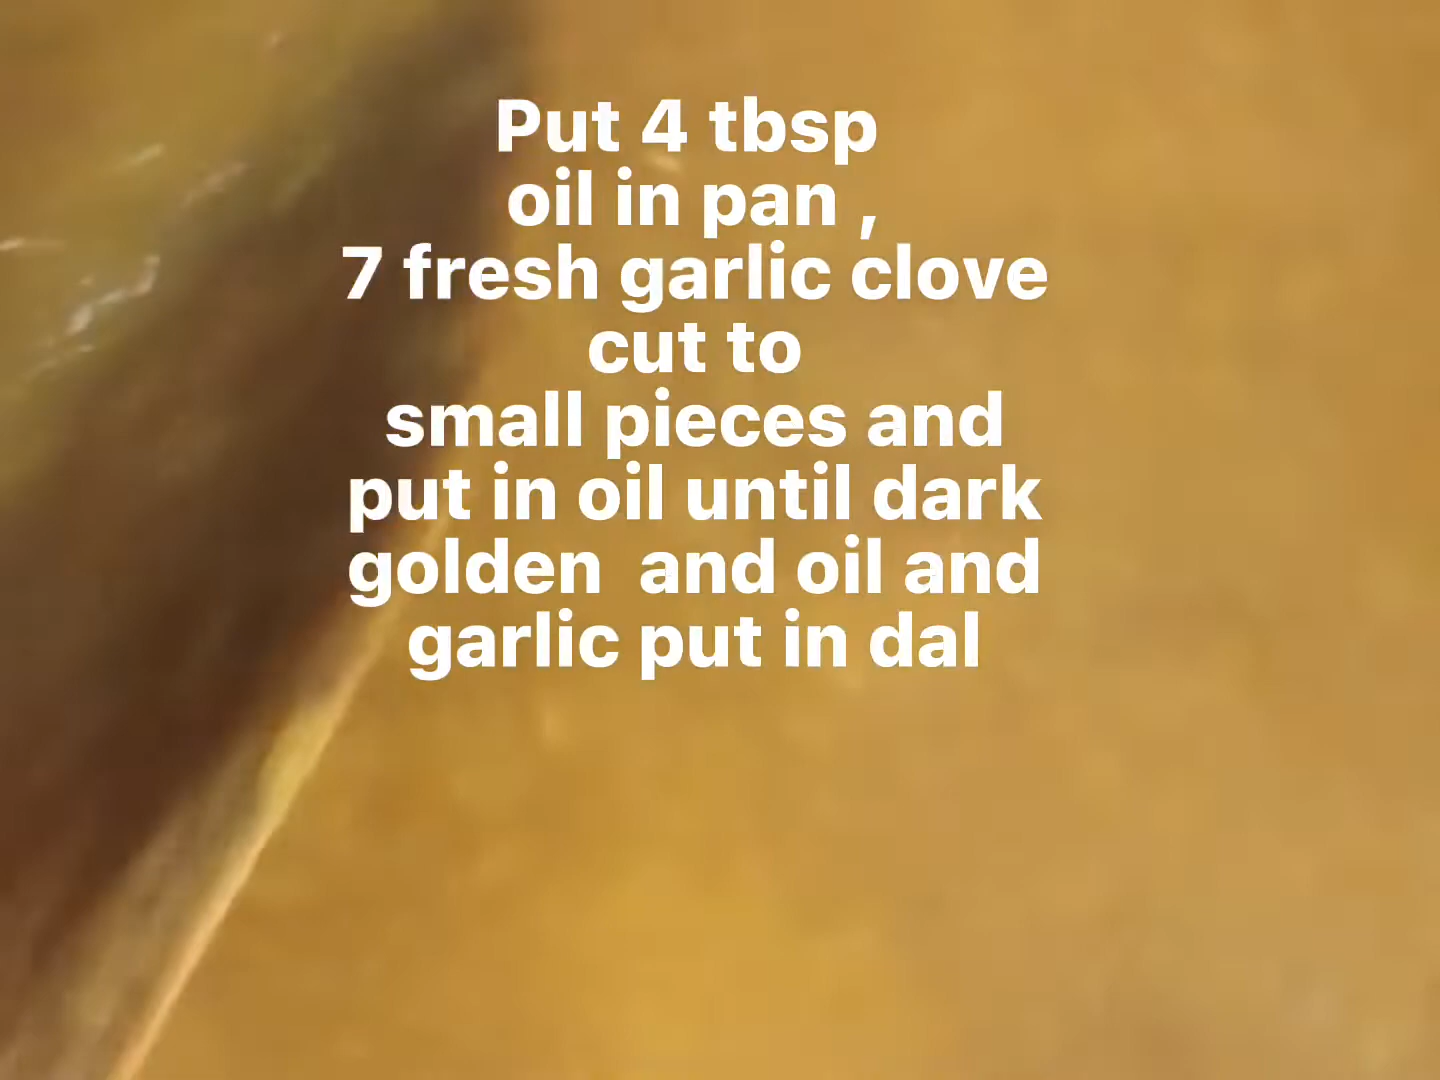 Put 4 tbsp
oil in pan ,
7 fresh garlic clove
cut to
small pieces and
put in oil until dark
golden  and oil and
garlic put in dal